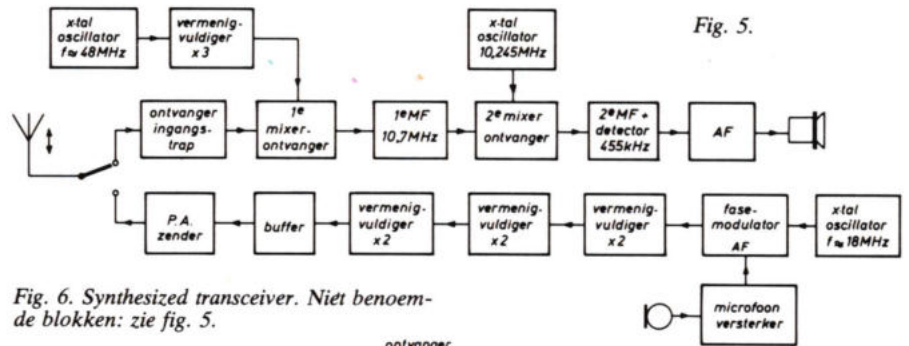 x-tal
oscillator
f≈48MHz
vermenig-
vuldiger
x3
x-tal
oscillator
10,245MHz
Fig. 5.
ontvanger
ingangs-
trap
1e
mixer-
ontvanger
1e MF
10,7MHz
2e mixer
ontvanger
2e MF +
detector
455kHz
AF
P.A.
zender
buffer
vermenig-
vuldiger
x2
vermenig-
vuldiger
x2
vermenig-
vuldiger
x2
fase-
modulator
AF
x-tal
oscillator
f≈18MHz
microfoon
versterker
Fig. 6. Synthesized transceiver. Niet benoem-
de blokken: zie fig. 5.
ontvanger